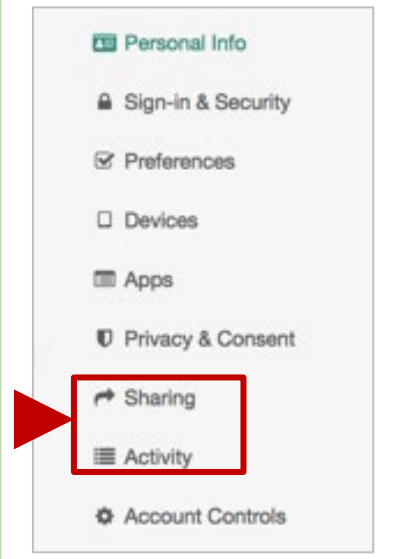 Personal Info
Sign-in & Security
Preferences
Devices
Apps
Privacy & Consent
Sharing
Activity
Account Controls